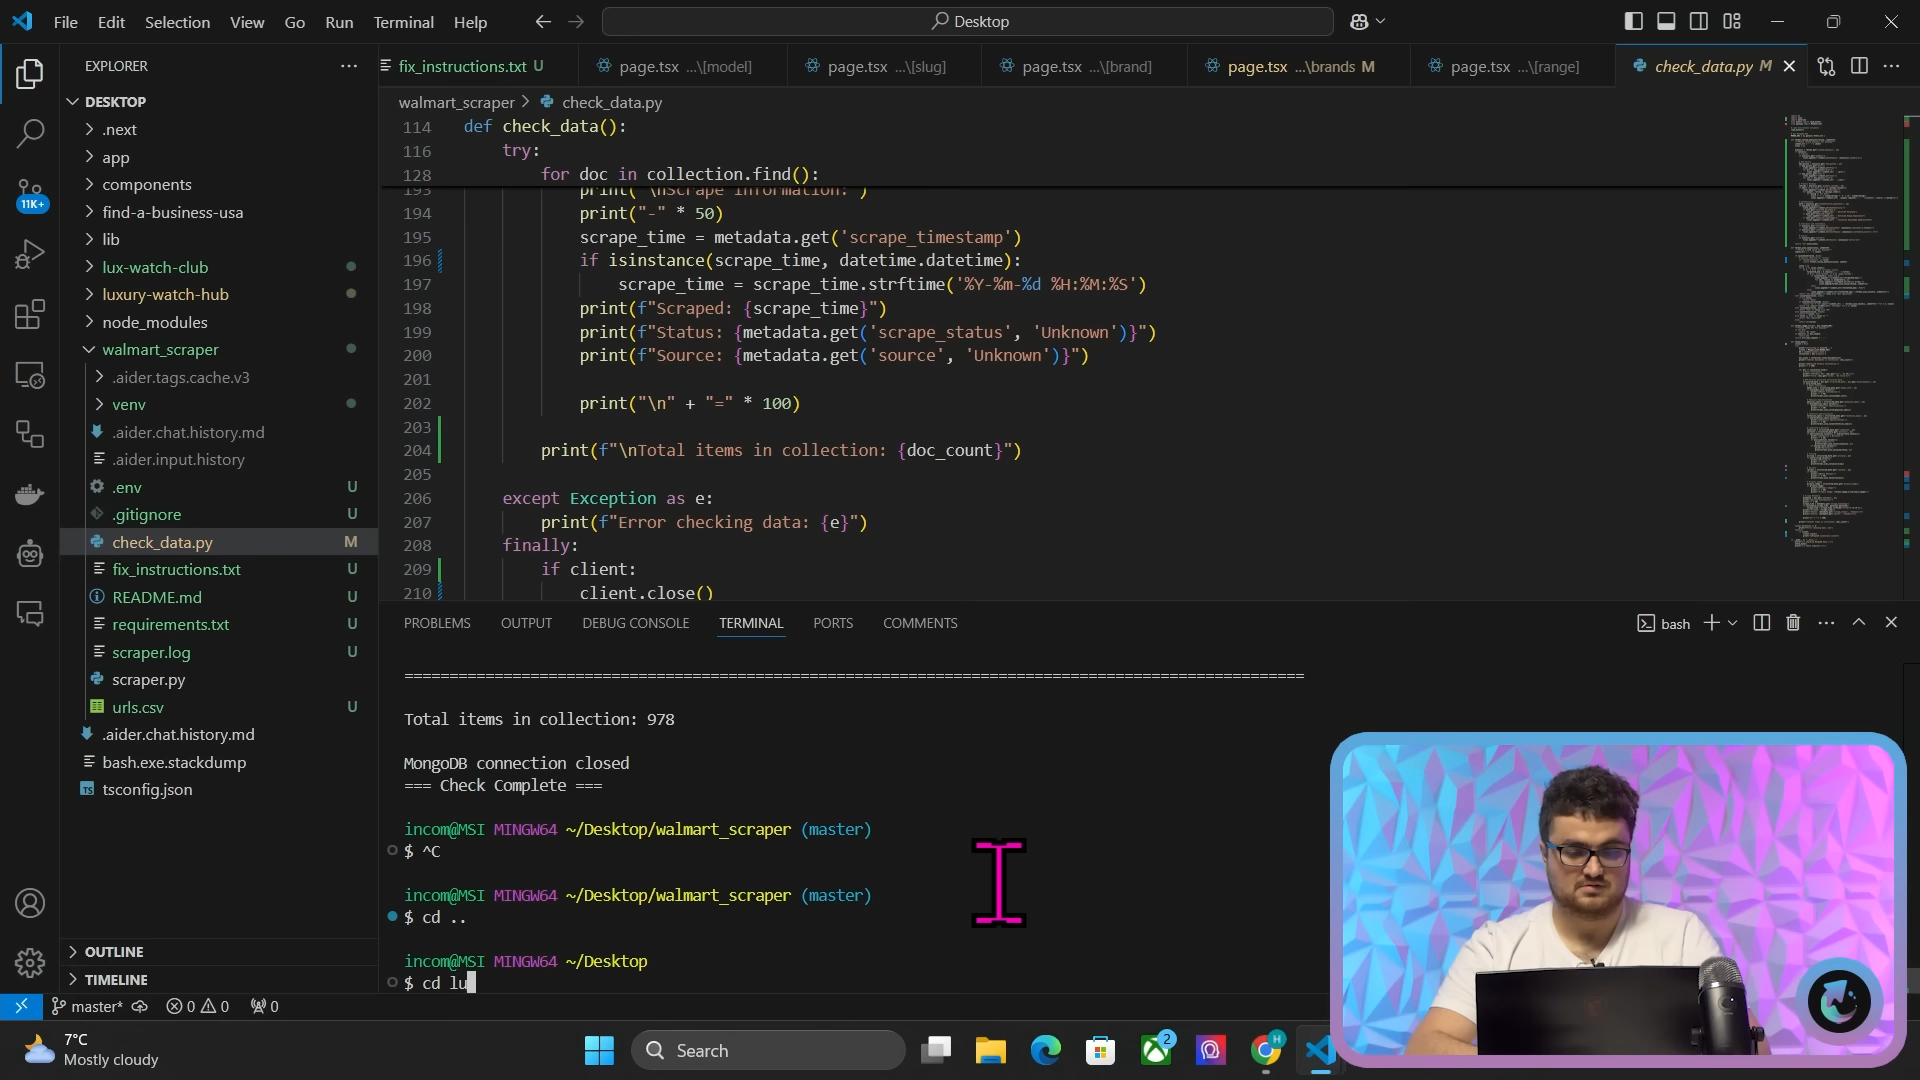 File Edit Selection View Go Run Terminal Help
Desktop
EXPLORER
DESKTOP
.next
app
components
find-a-business-usa
lib
lux-watch-club
luxury-watch-hub
node_modules
walmart_scraper
.aider.tags.cache.v3
venv
.aider.chat.history.md
.aider.input.history
.env U
.gitignore U
check_data.py M
fix_instructions.txt U
README.md U
requirements.txt U
scraper.log U
scraper.py
urls.csv U
.aider.chat.history.md
bash.exe.stackdump
tsconfig.json
OUTLINE
TIMELINE
11K+
fix_instructions.txt U page.tsx ...\[model] page.tsx ...\[slug] page.tsx ...\[brand] page.tsx ...\brands M page.tsx ...\[range] check_data.py M
walmart_scraper > check_data.py
114 def check_data():
116 try:
128 for doc in collection.find():
193 print("\nScrape Information:")
194 print("-" * 50)
195 scrape_time = metadata.get('scrape_timestamp')
196 if isinstance(scrape_time, datetime.datetime):
197 scrape_time = scrape_time.strftime('%Y-%m-%d %H:%M:%S')
198 print(f"Scraped: {scrape_time}")
199 print(f"Status: {metadata.get('scrape_status', 'Unknown')}")
200 print(f"Source: {metadata.get('source', 'Unknown')}")
201
202 print("\n" + "=" * 100)
203
204 print(f"\nTotal items in collection: {doc_count}")
205
206 except Exception as e:
207 print(f"Error checking data: {e}")
208 finally:
209 if client:
210 client.close()
PROBLEMS OUTPUT DEBUG CONSOLE TERMINAL PORTS COMMENTS
bash
====================================================================================================
Total items in collection: 978
MongoDB connection closed
=== Check Complete ===
incom@MSI MINGW64 ~/Desktop/walmart_scraper (master)
$ ^C
incom@MSI MINGW64 ~/Desktop/walmart_scraper (master)
$ cd ..
incom@MSI MINGW64 ~/Desktop
$ cd lu
master* 0 0 0
7°C
Mostly cloudy
Search
2
H